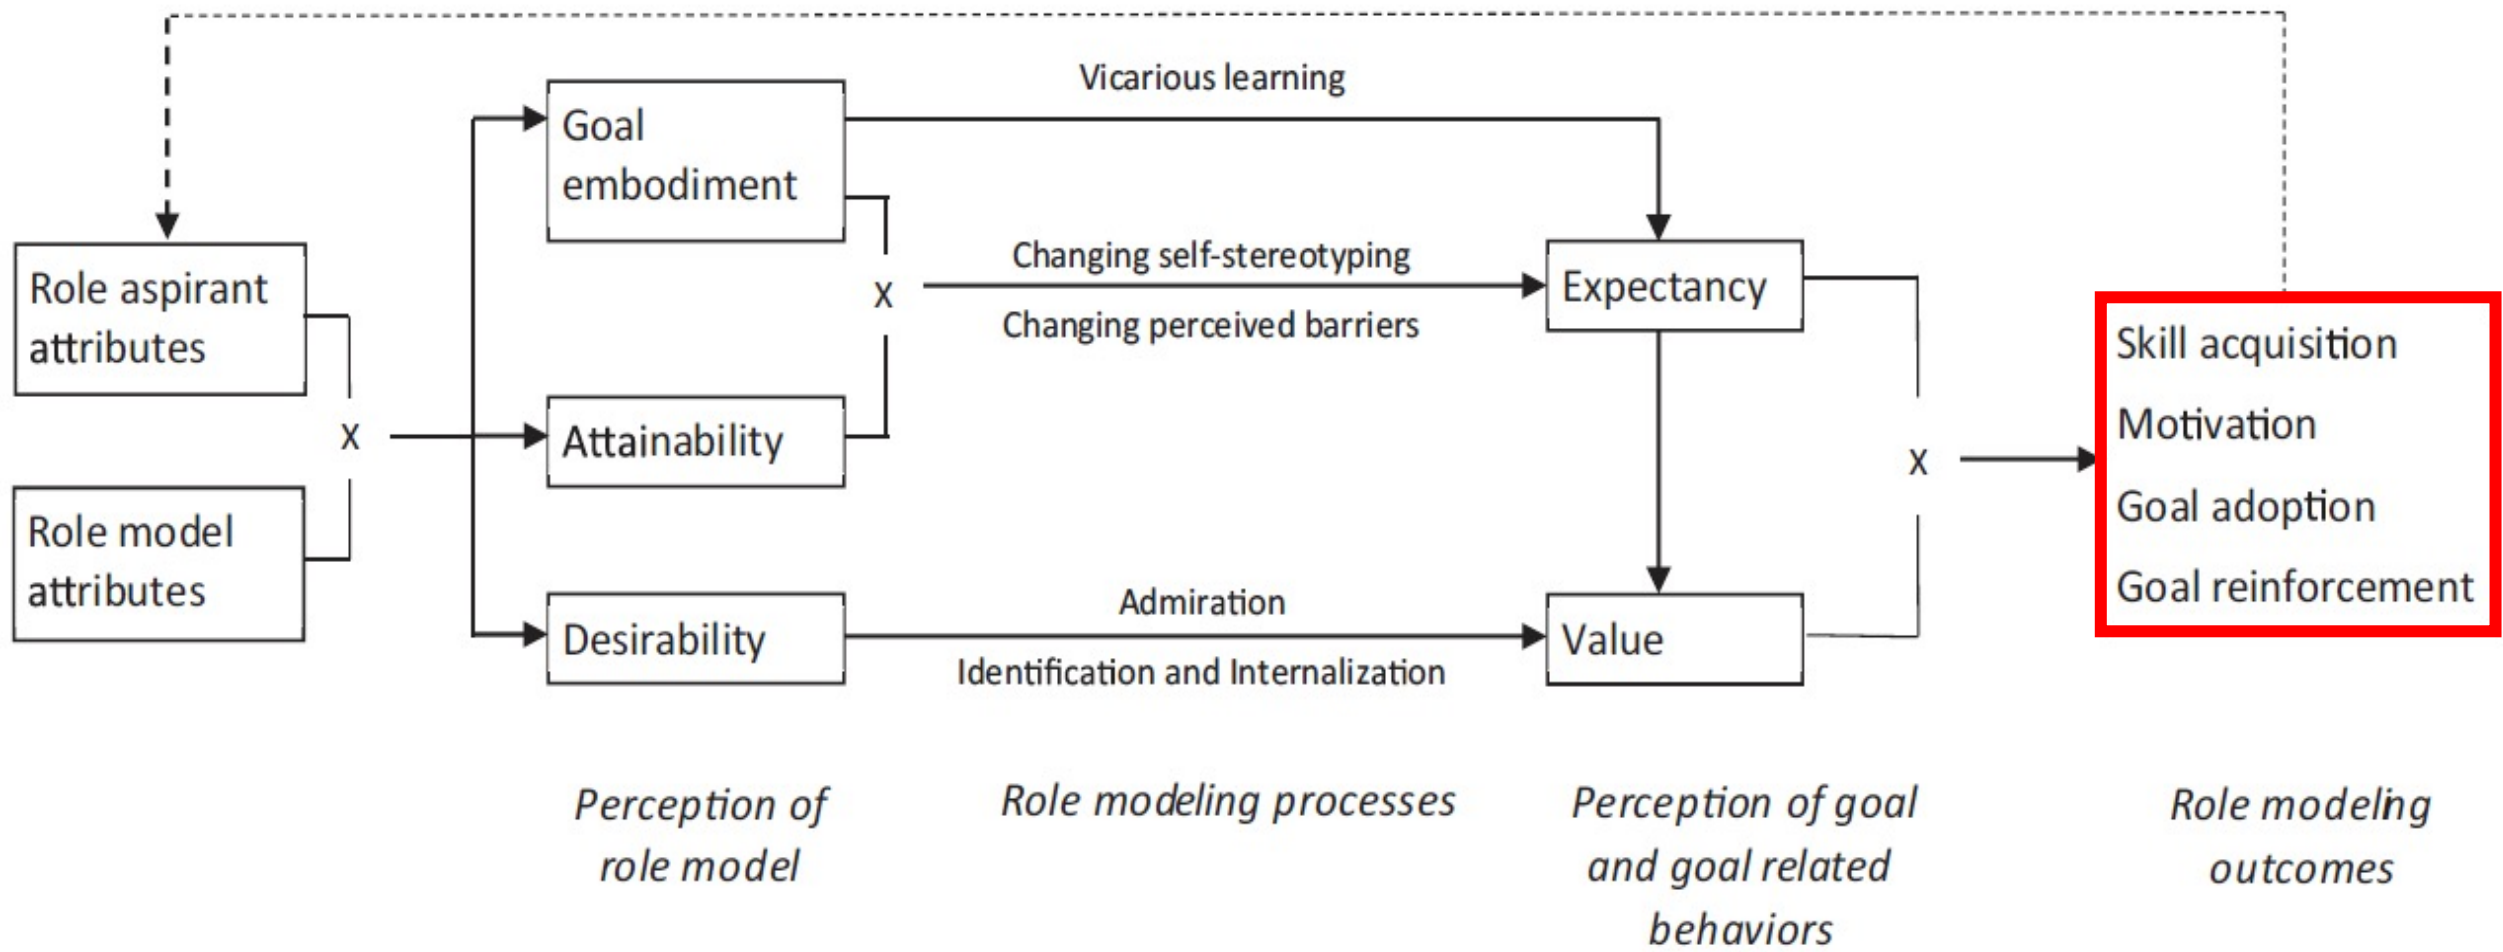 Vicarious learning
Goal
embodiment
Role aspirant
attributes
X
Changing self-stereotyping
Changing perceived barriers
Expectancy
Skill acquisition
Motivation
Goal adoption
Goal reinforcement
X
Attainability
X
Role model
attributes
Desirability
Admiration
Identification and Internalization
Value
Perception of
role model
Role modeling processes
Perception of goal
and goal related
behaviors
Role modeling
outcomes